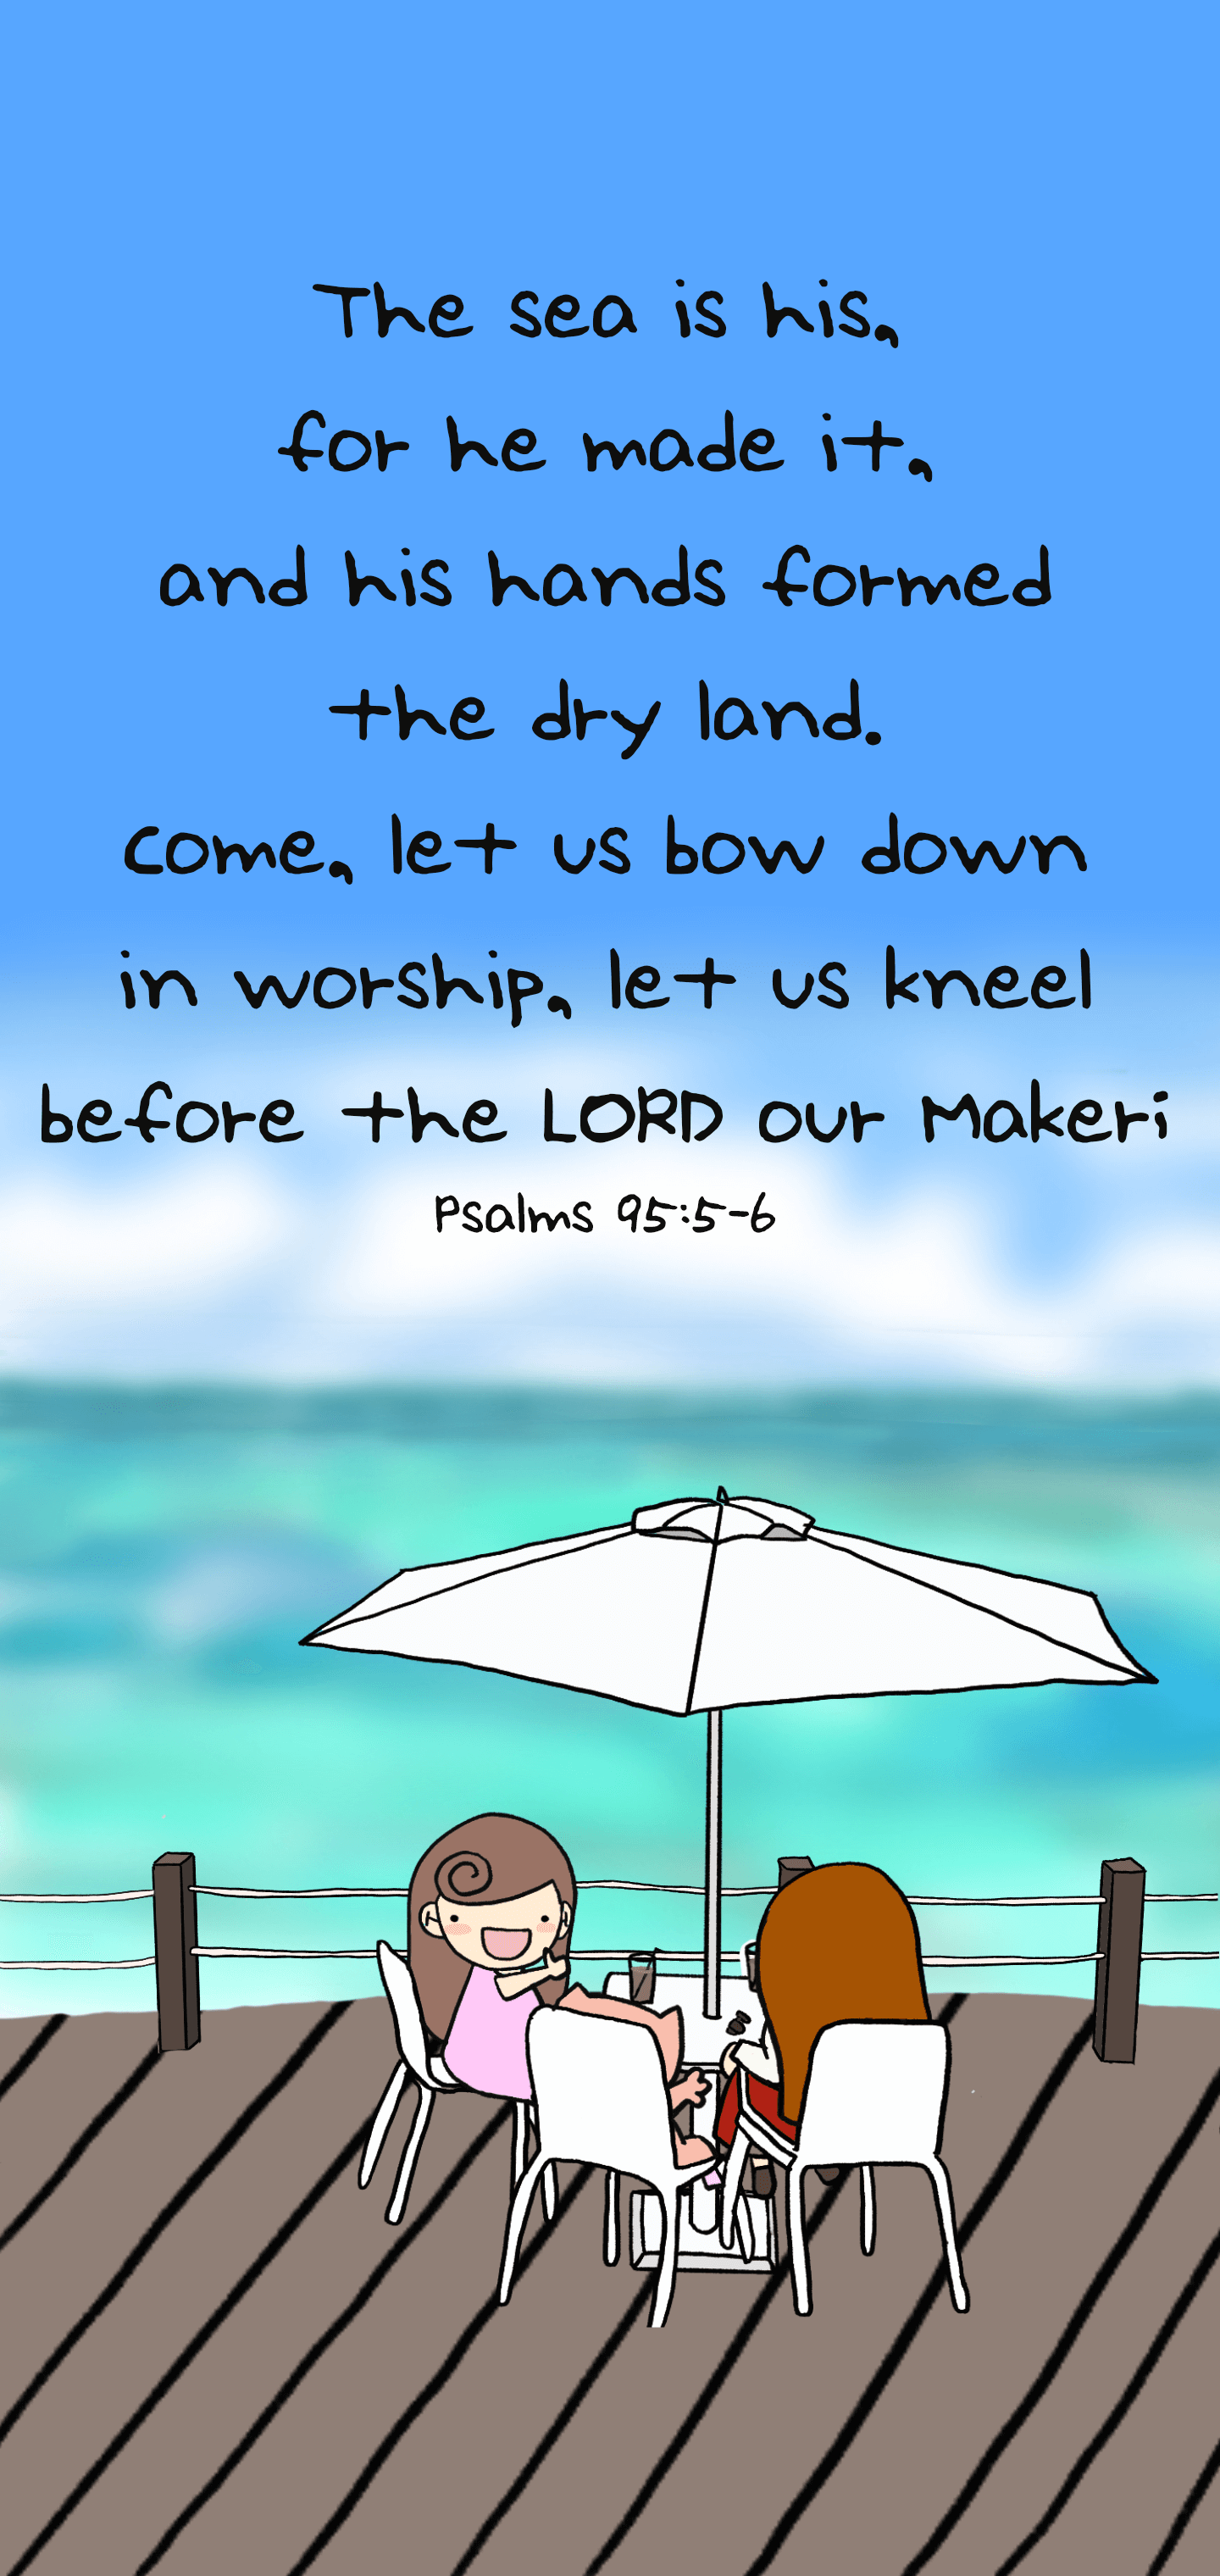 The sea is his,
for he made it,
and his hands formed
the dry land.
Come, let us bow down
in worship, let us kneel
before the LORD our Makeri
Psalms 95:5-6